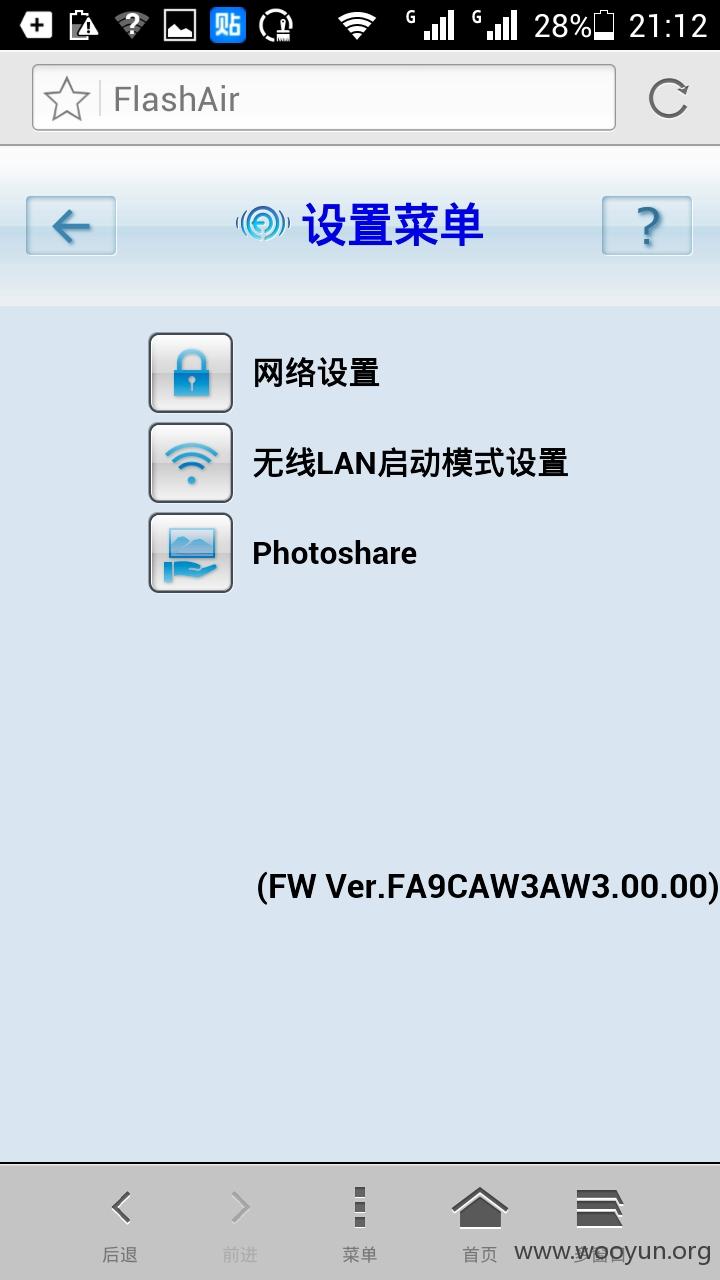 G G 28% 21:12
贴
FlashAir
设置菜单
?
网络设置
无线LAN启动模式设置
Photoshare
(FW Ver.FA9CAW3AW3.00.00)
后退 前进 菜单 首页 多窗口
www.wooyun.org